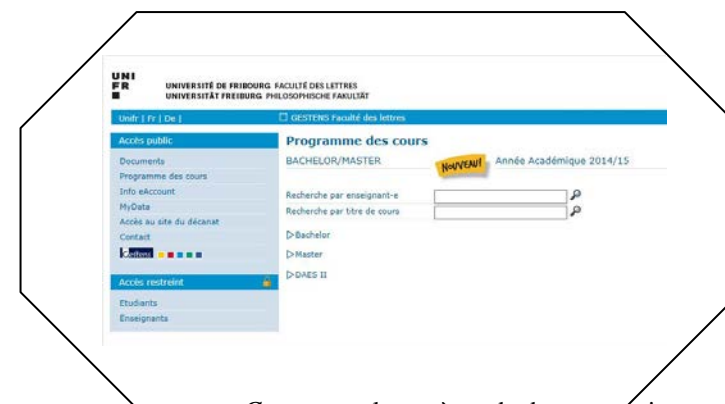 UNI
FR
UNIVERSITÉ DE FRIBOURG FACULTÉ DES LETTRES
UNIVERSITÄT FREIBURG PHILOSOPHISCHE FAKULTÄT
Unifr | Fr | De |
GESTENS Faculté des lettres
Accès public
Documents
Programme des cours
Info eAccount
MyData
Accès au site du décanat
Contact
Gestens
Accès restreint
Etudiants
Enseignants
Programme des cours
BACHELOR/MASTER
NOUVEAU!
Année Académique 2014/15
Recherche par enseignant-e
Recherche par titre de cours
Bachelor
Master
DAES II